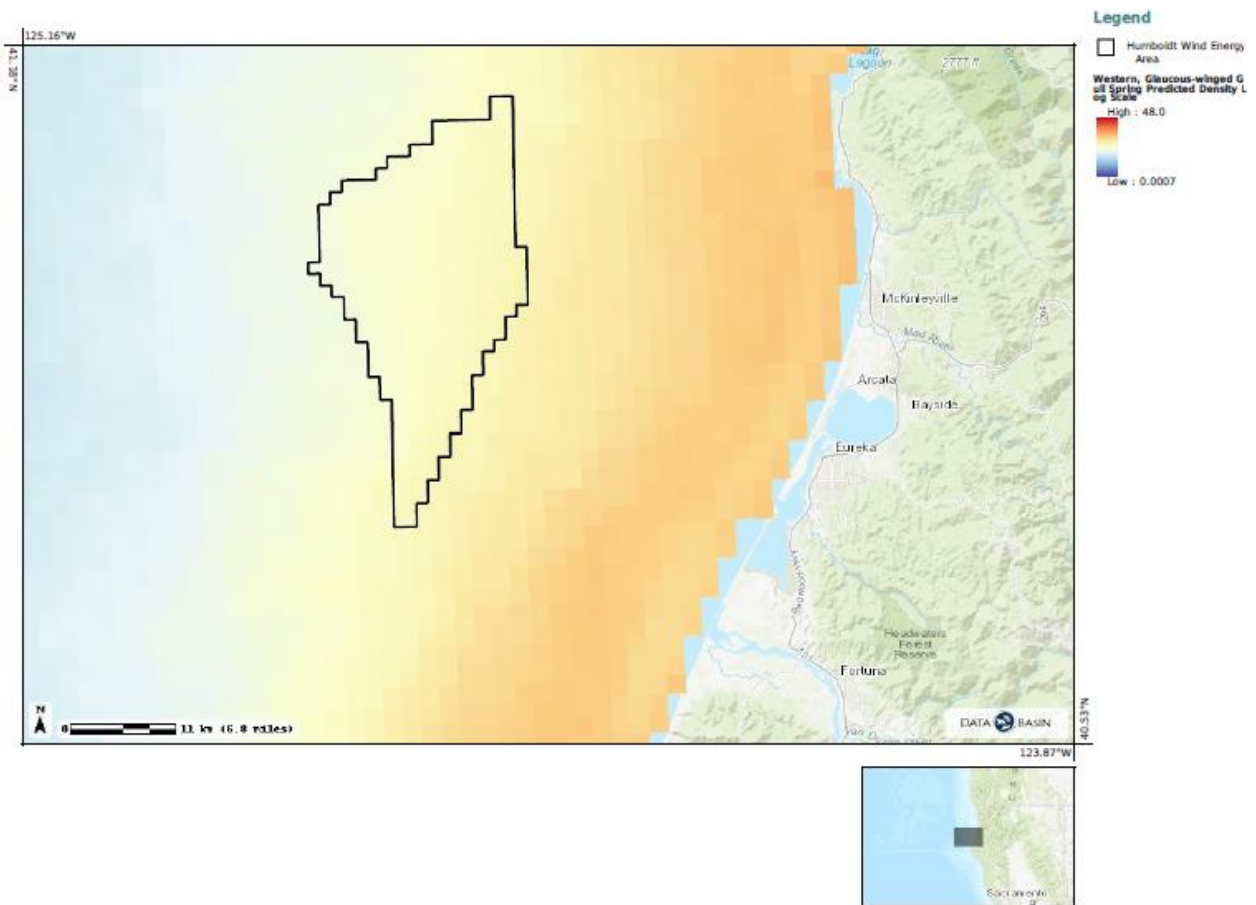 125.16°W
41.18°N
Lagoon
2777 ft
McKinleyville
Mad River
Arcata
Bayside
Eureka
Headwaters
Forest
Reserve
Fortuna
N
0
11 km (6.8 miles)
DATA BASIN
40.53°N
123.87°W
Legend
Humboldt Wind Energy
Area
Western, Glaucous-winged G
ull Spring Predicted Density L
og Scale
High : 48.0
Low : 0.0007
Sacramento